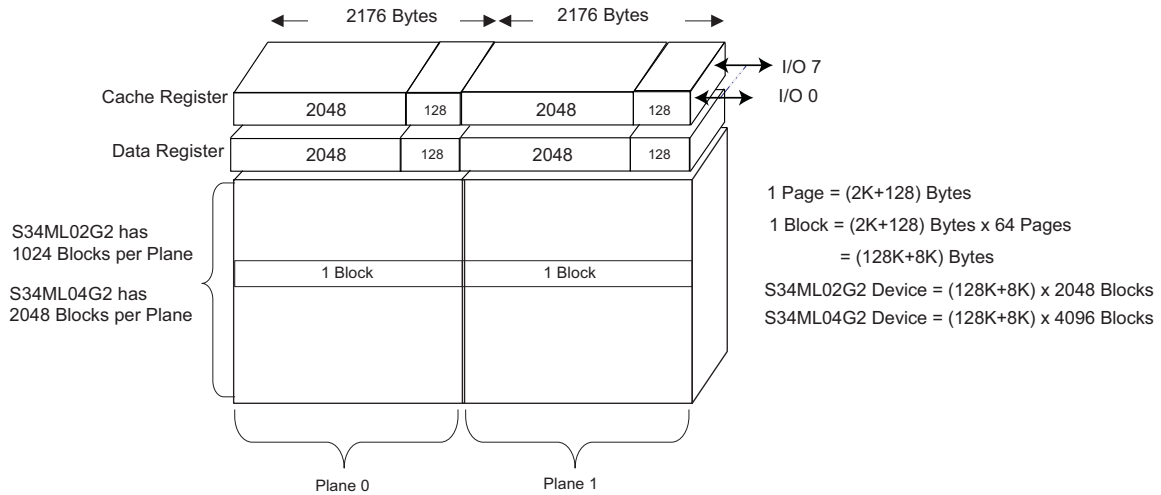 2176 Bytes
2176 Bytes
I/O 7
I/O 0
Cache Register
2048
128
2048
128
Data Register
2048
128
2048
128
S34ML02G2 has
1024 Blocks per Plane
S34ML04G2 has
2048 Blocks per Plane
1 Block
1 Block
1 Page = (2K+128) Bytes
1 Block = (2K+128) Bytes x 64 Pages
= (128K+8K) Bytes
S34ML02G2 Device = (128K+8K) x 2048 Blocks
S34ML04G2 Device = (128K+8K) x 4096 Blocks
Plane 0
Plane 1